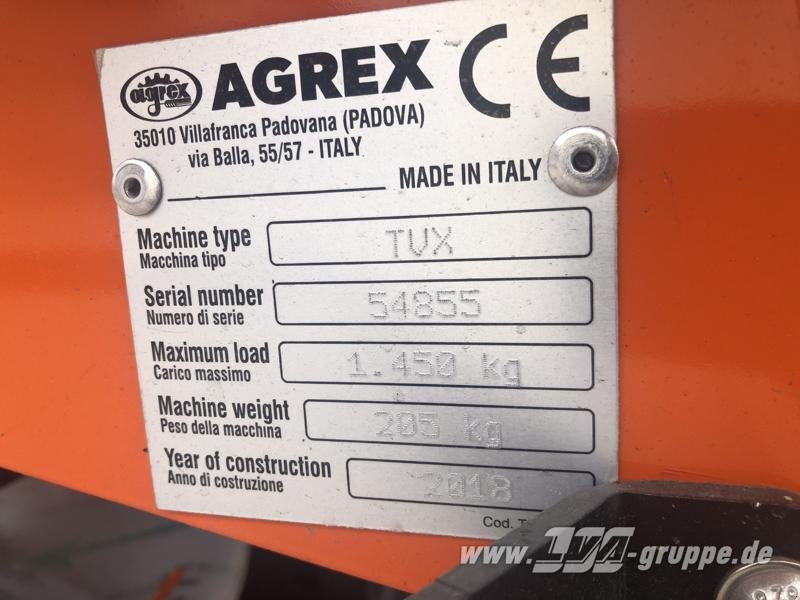 agrex AGREX CE
35010 Villafranca Padovana (PADOVA)
via Balla, 55/57 - ITALY
MADE IN ITALY
Machine type TVX
Macchina tipo
Serial number 54855
Numero di serie
Maximum load 1.450 kg
Carico massimo
Machine weight 205 kg
Peso della macchina
Year of construction 2018
Anno di costruzione
Cod.
www.LVA-gruppe.de